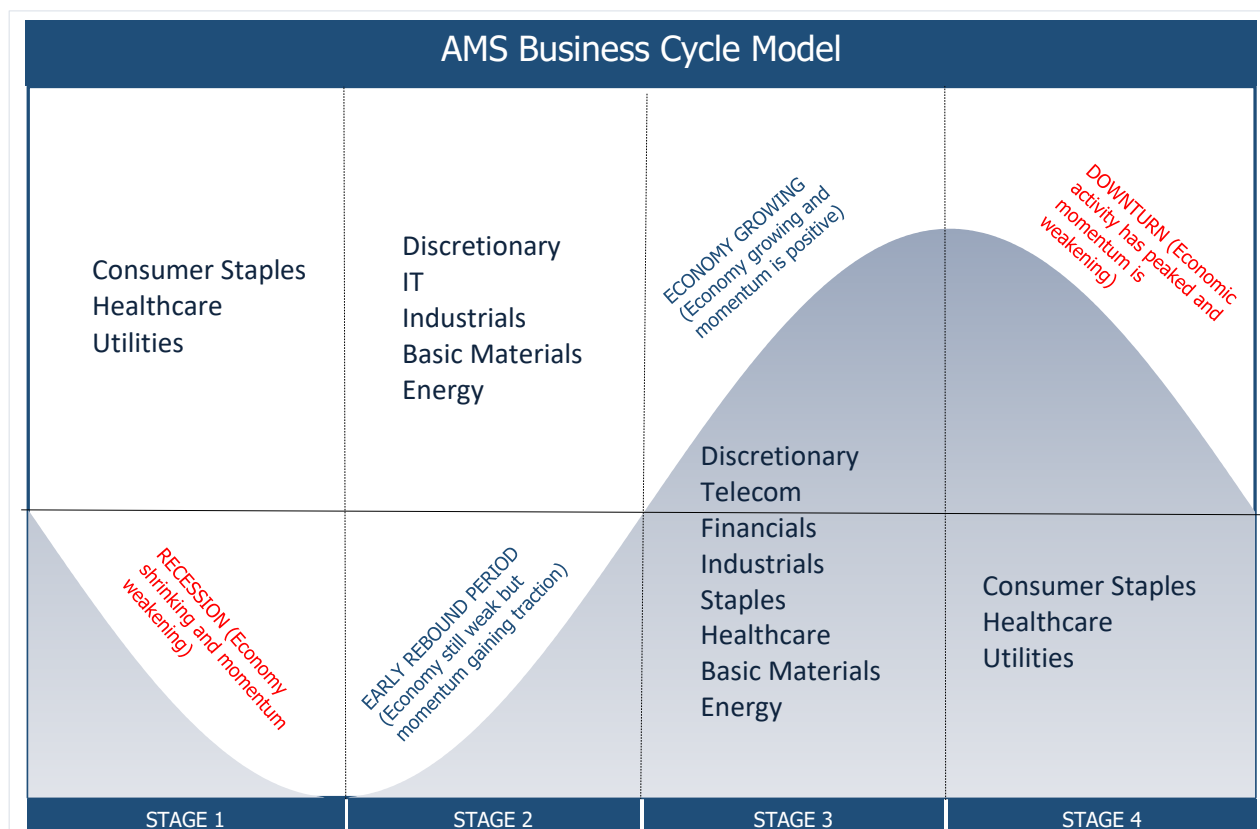 AMS Business Cycle Model
Consumer Staples
Healthcare
Utilities
RECESSION (Economy
shrinking and momentum
weakening)
Discretionary
IT
Industrials
Basic Materials
Energy
EARLY REBOUND PERIOD
(Economy still weak but
momentum gaining traction)
ECONOMY GROWING
(Economy growing and
momentum is positive)
Discretionary
Telecom
Financials
Industrials
Staples
Healthcare
Basic Materials
Energy
DOWNTURN (Economic
activity has peaked and
momentum is
weakening)
Consumer Staples
Healthcare
Utilities
STAGE 1
STAGE 2
STAGE 3
STAGE 4